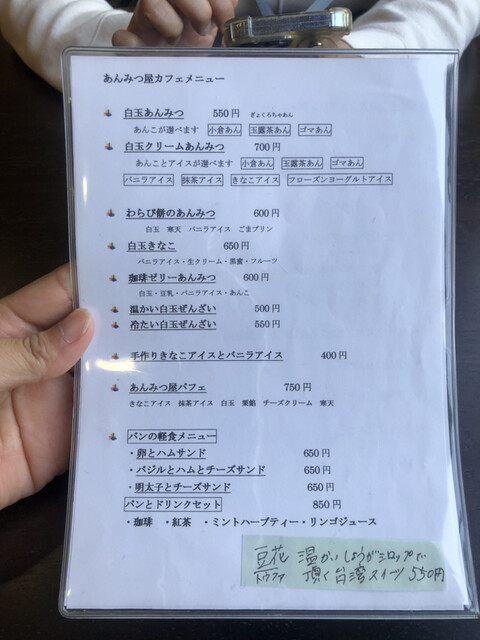 あんみつ屋カフェメニュー
白玉あんみつ 550円 ぎょくろちゃあん
あんこが選べます 小倉あん 玉露茶あん ゴマあん
白玉クリームあんみつ 700円
あんことアイスが選べます 小倉あん 玉露茶あん ゴマあん
バニラアイス 抹茶アイス きなこアイス フローズンヨーグルトアイス
わらび餅のあんみつ 600円
白玉 寒天 バニラアイス ごまプリン
白玉きなこ 650円
バニラアイス・生クリーム・黒蜜・フルーツ
珈琲ゼリーあんみつ 600円
白玉・豆乳・バニラアイス・あんこ
温かい白玉ぜんざい 500円
冷たい白玉ぜんざい 550円
手作りきなこアイスとバニラアイス 400円
あんみつ屋パフェ 750円
きなこアイス 抹茶アイス 白玉 栗餡 チーズクリーム 寒天
パンの軽食メニュー
・卵とハムサンド 650円
・バジルとハムとチーズサンド 650円
・明太子とチーズサンド 650円
パンとドリンクセット 850円
・珈琲 ・紅茶 ・ミントハーブティー・リンゴジュース
豆花 温かいしょうがシロップで
トウファ 頂く台湾スイーツ 550円